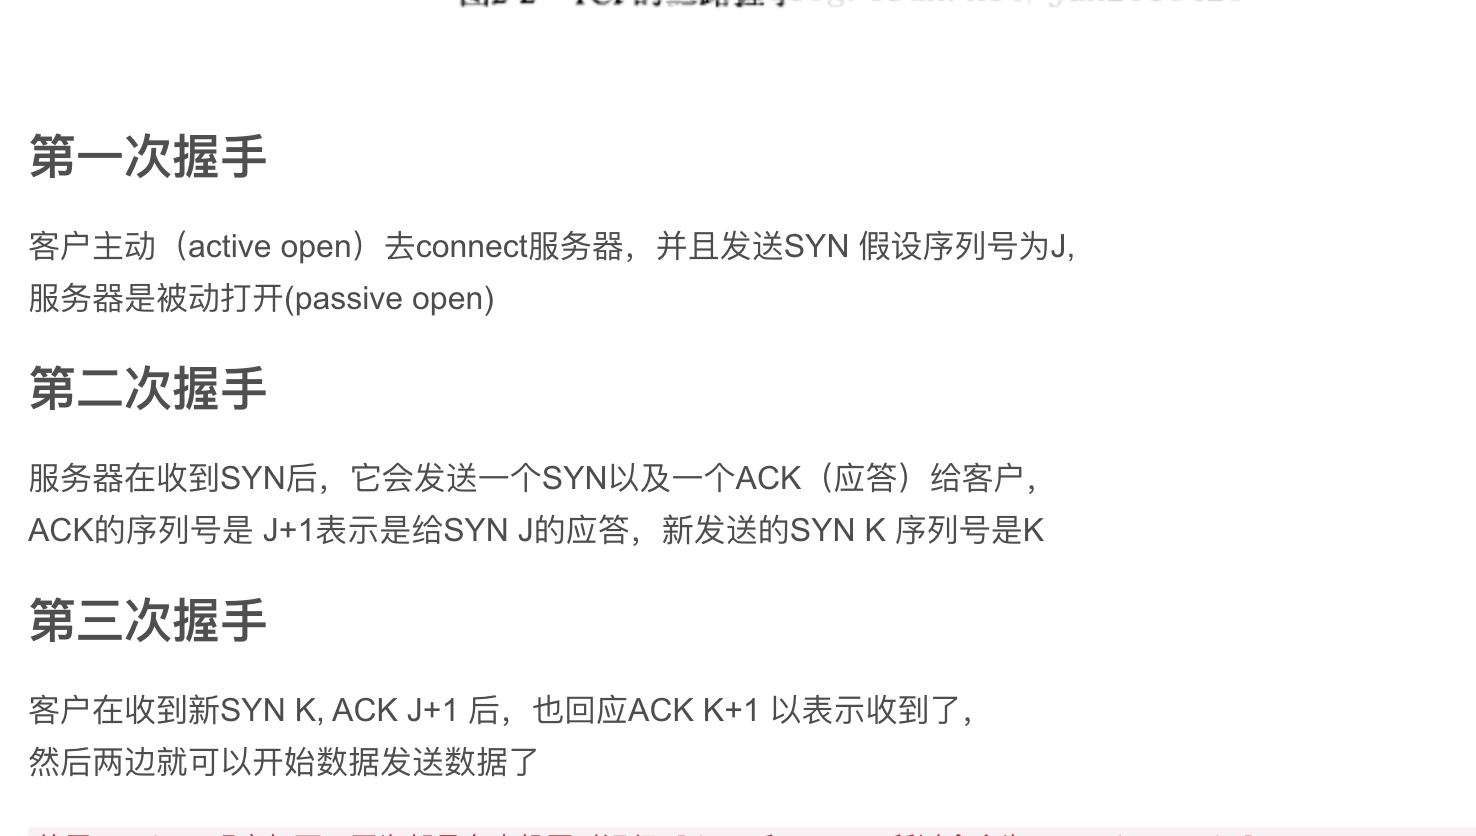 第一次握手
客户主动（active open）去connect服务器，并且发送SYN 假设序列号为J,
服务器是被动打开(passive open)
第二次握手
服务器在收到SYN后，它会发送一个SYN以及一个ACK（应答）给客户，
ACK的序列号是 J+1表示是给SYN J的应答，新发送的SYN K 序列号是K
第三次握手
客户在收到新SYN K, ACK J+1 后，也回应ACK K+1 以表示收到了，
然后两边就可以开始数据发送数据了